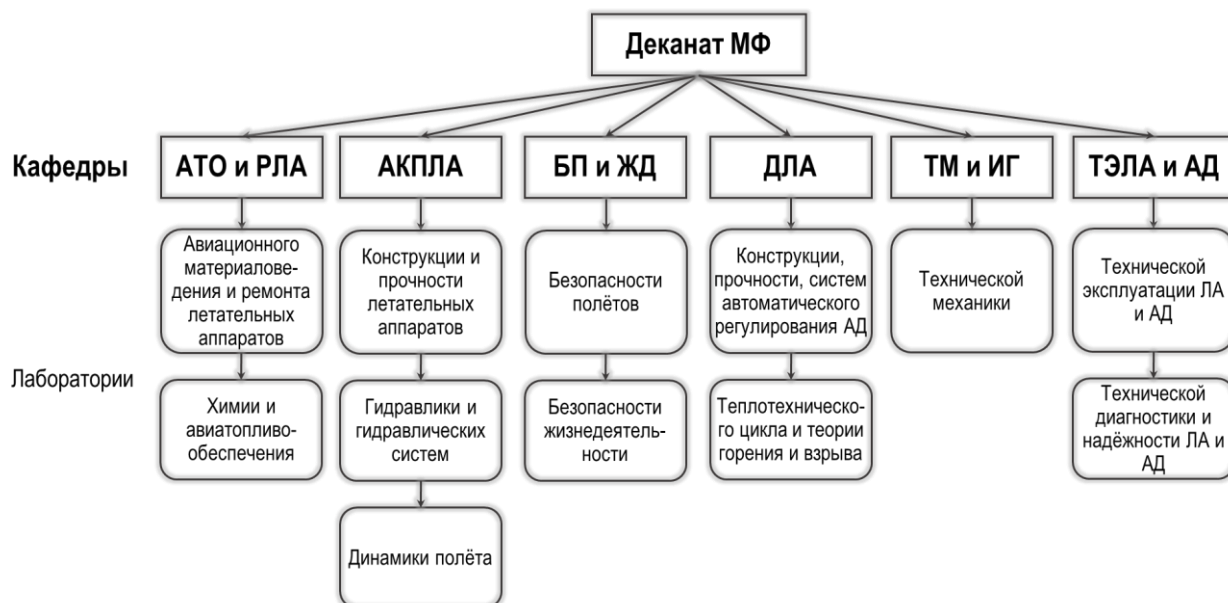 Деканат МФ
Кафедры
АТО и РЛА
АКПЛА
БП и ЖД
ДЛА
ТМ и ИГ
ТЭЛА и АД
Авиационного
материалове-
дения и ремонта
летательных
аппаратов
Конструкции и
прочности
летательных
аппаратов
Безопасности
полётов
Конструкции,
прочности, систем
автоматического
регулирования АД
Технической
механики
Технической
эксплуатации ЛА
и АД
Лаборатории
Химии и
авиатопливо-
обеспечения
Гидравлики и
гидравлических
систем
Безопасности
жизнедеятель-
ности
Теплотехническо-
го цикла и теории
горения и взрыва
Технической
диагностики и
надёжности ЛА и
АД
Динамики полёта